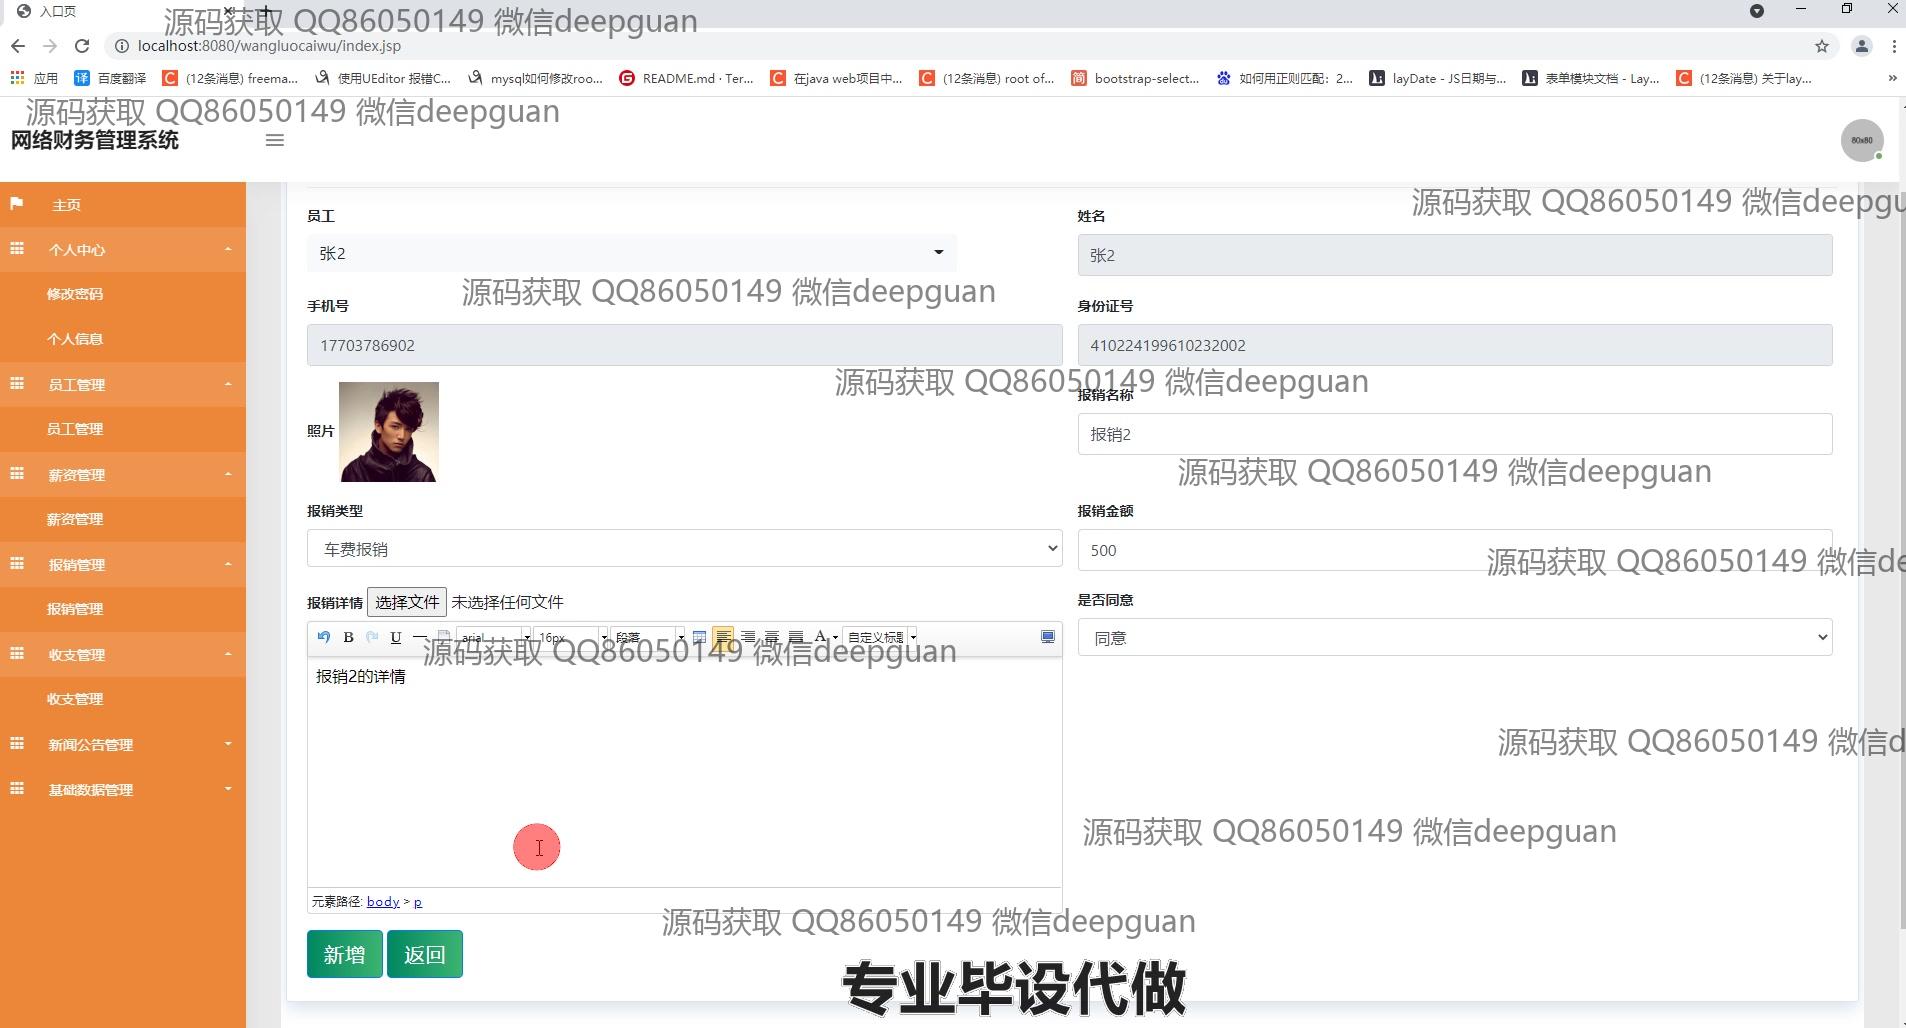 入口页
源码获取 QQ86050149 微信deepguan
localhost:8080/wangluocaiwu/index.jsp
应用 百度翻译 (12条消息) freema... 使用UEditor 报错C... mysql如何修改roo... README.md · Ter... 在java web项目中... (12条消息) root of... bootstrap-select... 如何用正则匹配：2... layDate - JS日期与... 表单模块文档 - Lay... (12条消息) 关于lay...
源码获取 QQ86050149 微信deepguan
网络财务管理系统
80x80
主页
个人中心
修改密码
个人信息
员工管理
员工管理
薪资管理
薪资管理
报销管理
报销管理
收支管理
收支管理
新闻公告管理
基础数据管理
源码获取 QQ86050149 微信deepgu
员工 姓名
张2 张2
源码获取 QQ86050149 微信deepguan
手机号 身份证号
17703786902 410224199610232002
源码获取 QQ86050149 微信deepguan
照片 报销名称
报销2
源码获取 QQ86050149 微信deepguan
报销类型 报销金额
车费报销 500
源码获取 QQ86050149 微信de
报销详情 选择文件 未选择任何文件 是否同意
B U arial 16px 段落 A 自定义标题
同意
源码获取 QQ86050149 微信deepguan
报销2的详情
源码获取 QQ86050149 微信d
源码获取 QQ86050149 微信deepguan
元素路径: body > p
源码获取 QQ86050149 微信deepguan
新增 返回
专业毕设代做